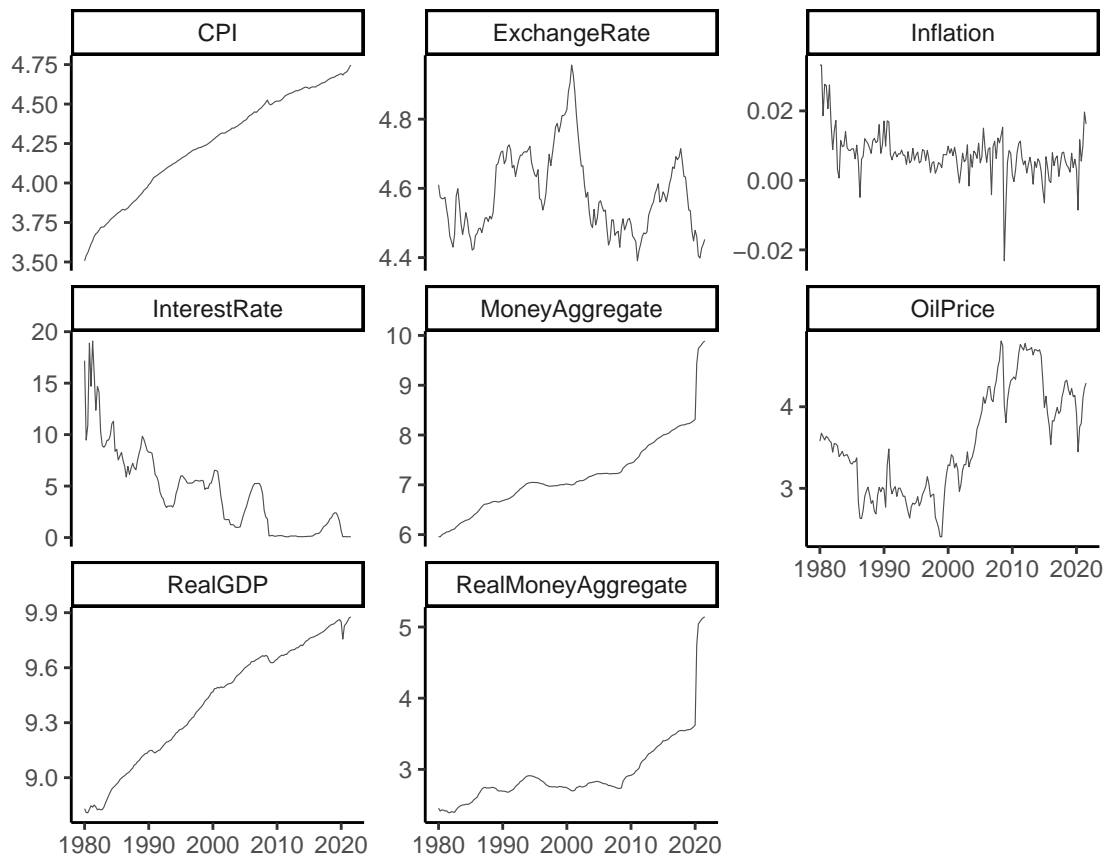 CPI
ExchangeRate
Inflation
4.75
4.50
4.25
4.00
3.75
3.50
4.8
4.6
4.4
0.02
0.00
−0.02
InterestRate
MoneyAggregate
OilPrice
20
15
10
5
0
10
9
8
7
6
4
3
1980 1990 2000 2010 2020
RealGDP
RealMoneyAggregate
9.9
9.6
9.3
9.0
5
4
3
1980 1990 2000 2010 2020
1980 1990 2000 2010 2020